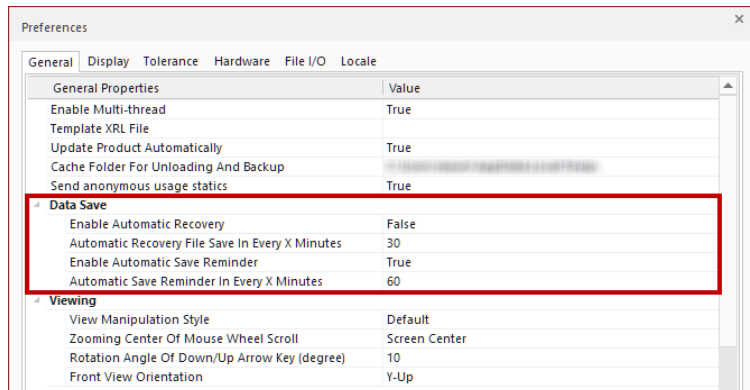 Preferences
General Display Tolerance Hardware File I/O Locale
General Properties Value
Enable Multi-thread True
Template XRL File
Update Product Automatically True
Cache Folder For Unloading And Backup
Send anonymous usage statics True
Data Save
Enable Automatic Recovery False
Automatic Recovery File Save In Every X Minutes 30
Enable Automatic Save Reminder True
Automatic Save Reminder In Every X Minutes 60
Viewing
View Manipulation Style Default
Zooming Center Of Mouse Wheel Scroll Screen Center
Rotation Angle Of Down/Up Arrow Key (degree) 10
Front View Orientation Y-Up